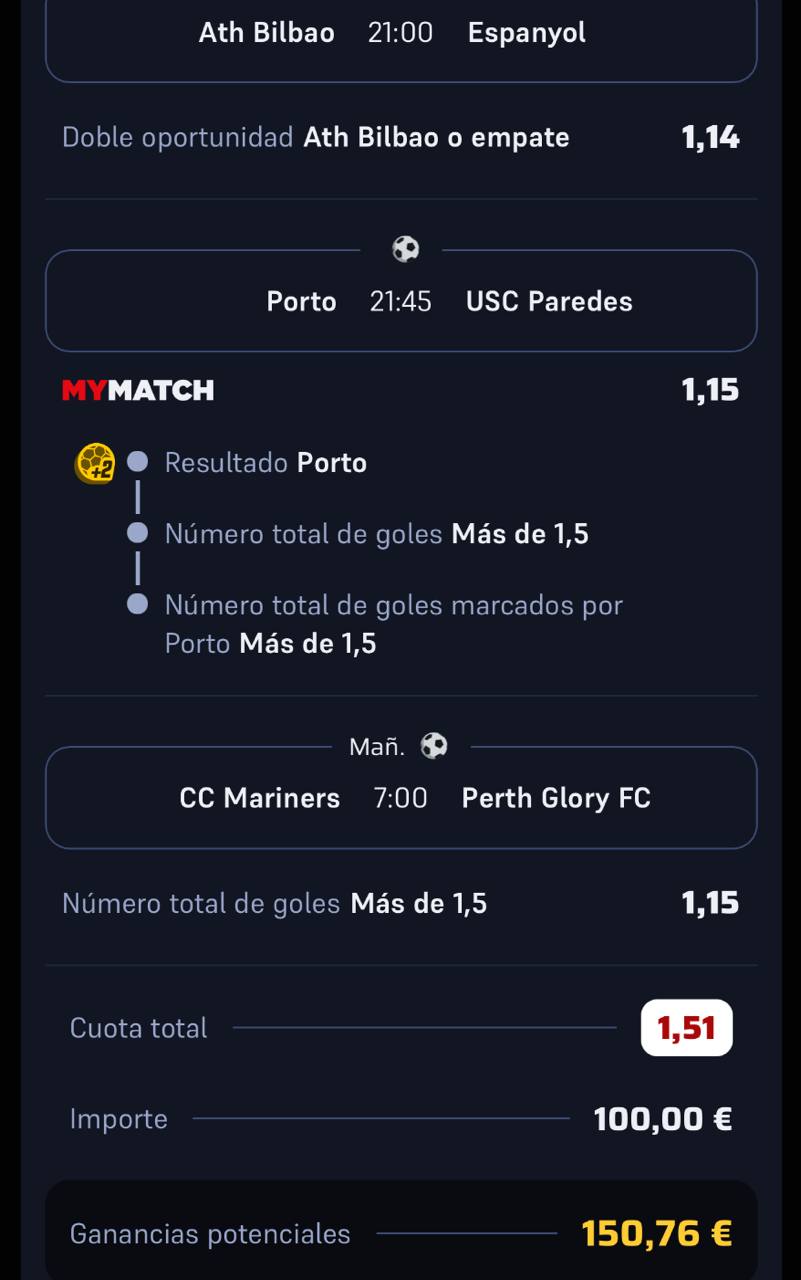 Ath Bilbao 21:00 Espanyol
Doble oportunidad Ath Bilbao o empate 1,14
Porto 21:45 USC Paredes
MYMATCH 1,15
+2 Resultado Porto
Número total de goles Más de 1,5
Número total de goles marcados por
Porto Más de 1,5
Mañ.
CC Mariners 7:00 Perth Glory FC
Número total de goles Más de 1,5 1,15
Cuota total 1,51
Importe 100,00 €
Ganancias potenciales 150,76 €